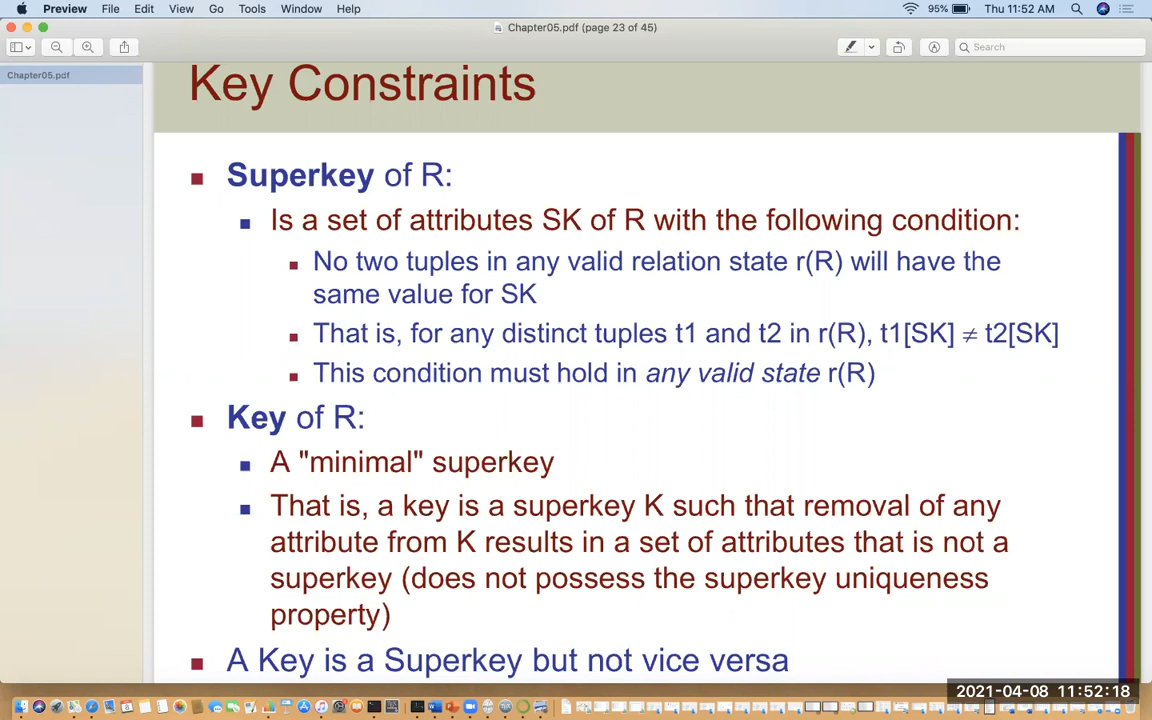 Preview File Edit View Go Tools Window Help 95% Thu 11:52 AM
Chapter05.pdf (page 23 of 45)
Search
Chapter05.pdf
Key Constraints
Superkey of R:
Is a set of attributes SK of R with the following condition:
No two tuples in any valid relation state r(R) will have the
same value for SK
That is, for any distinct tuples t1 and t2 in r(R), t1[SK] ≠ t2[SK]
This condition must hold in any valid state r(R)
Key of R:
A "minimal" superkey
That is, a key is a superkey K such that removal of any
attribute from K results in a set of attributes that is not a
superkey (does not possess the superkey uniqueness
property)
A Key is a Superkey but not vice versa
2021-04-08 11:52:18